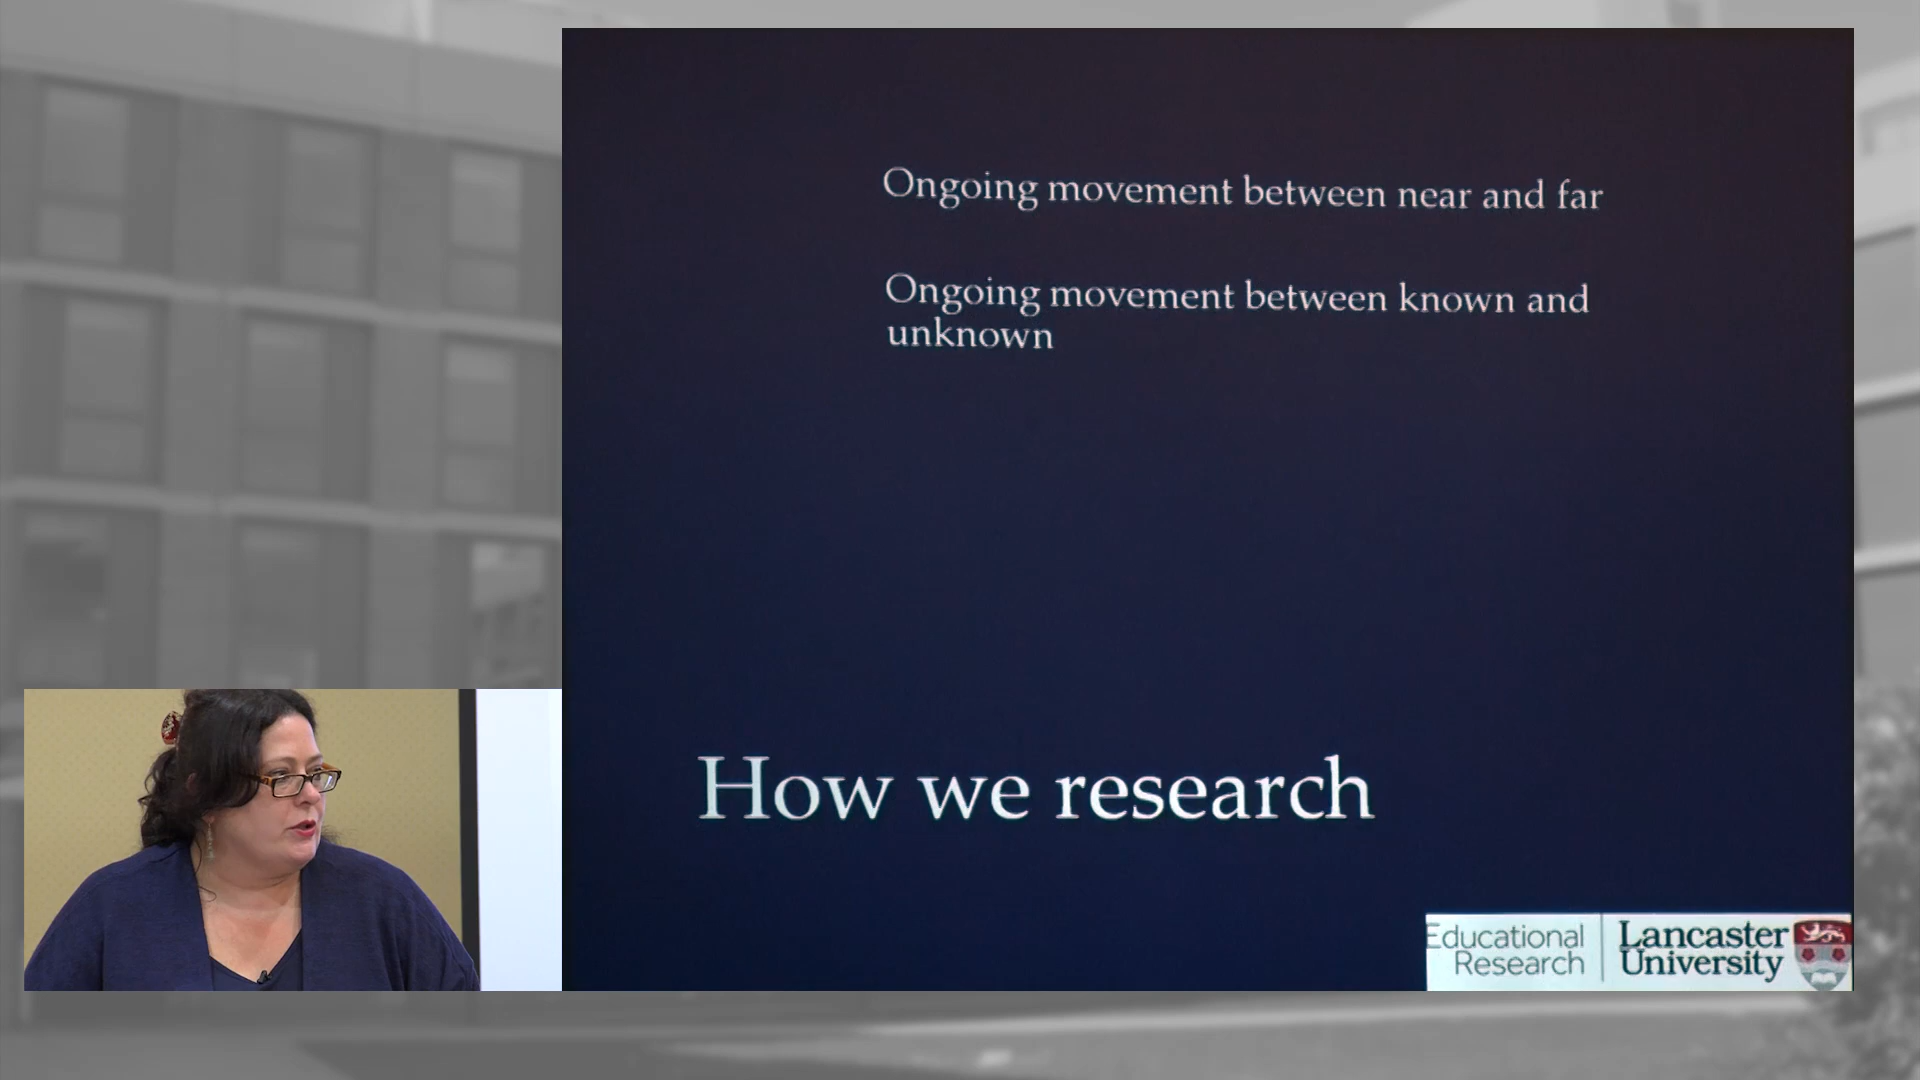 Ongoing movement between near and far
Ongoing movement between known and
unknown
How we research
Educational
Research
Lancaster
University